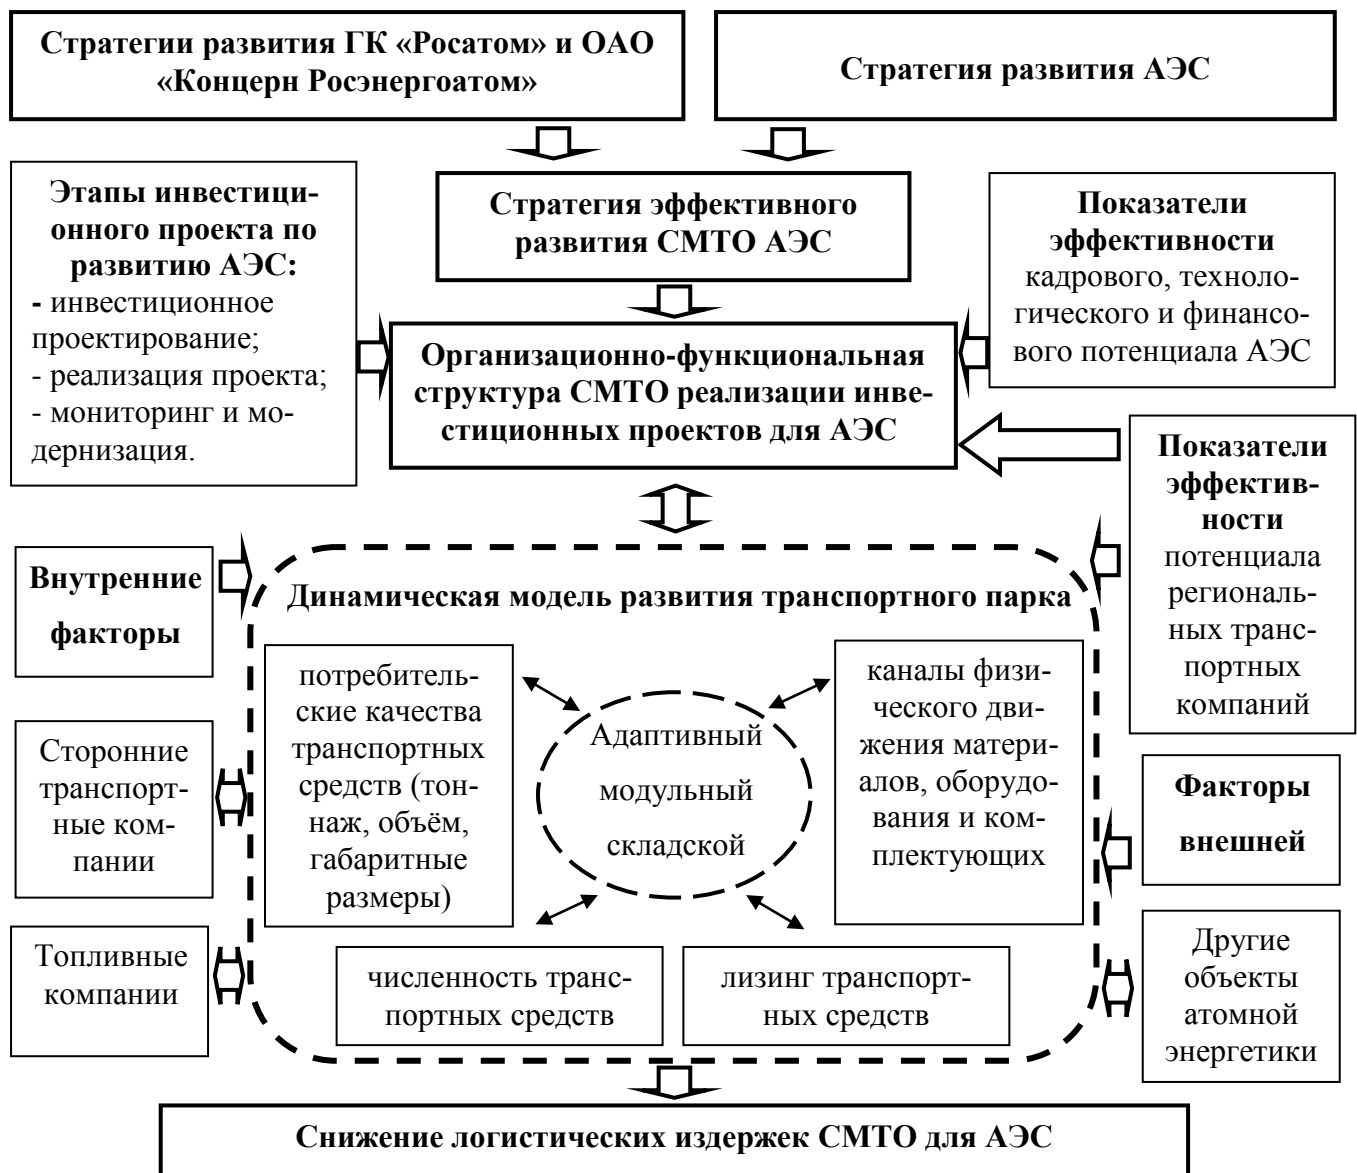 Стратегии развития ГК «Росатом» и ОАО
«Концерн Росэнергоатом»
Стратегия развития АЭС
Этапы инвестици-
онного проекта по
развитию АЭС:
- инвестиционное
проектирование;
- реализация проекта;
- мониторинг и мо-
дернизация.
Стратегия эффективного
развития СМТО АЭС
Показатели
эффективности
кадрового, техноло-
гического и финансо-
вого потенциала АЭС
Организационно-функциональная
структура СМТО реализации инве-
стиционных проектов для АЭС
Показатели
эффектив-
ности
потенциала
региональ-
ных транс-
портных
компаний
Внутренние
факторы
Динамическая модель развития транспортного парка
потребитель-
ские качества
транспортных
средств (тон-
наж, объём,
габаритные
размеры)
Адаптивный
модульный
складской
каналы физи-
ческого дви-
жения матери-
алов, оборудо-
вания и ком-
плектующих
Сторонние
транспорт-
ные ком-
пании
Факторы
внешней
Топливные
компании
численность транс-
портных средств
лизинг транспорт-
ных средств
Другие
объекты
атомной
энергетики
Снижение логистических издержек СМТО для АЭС